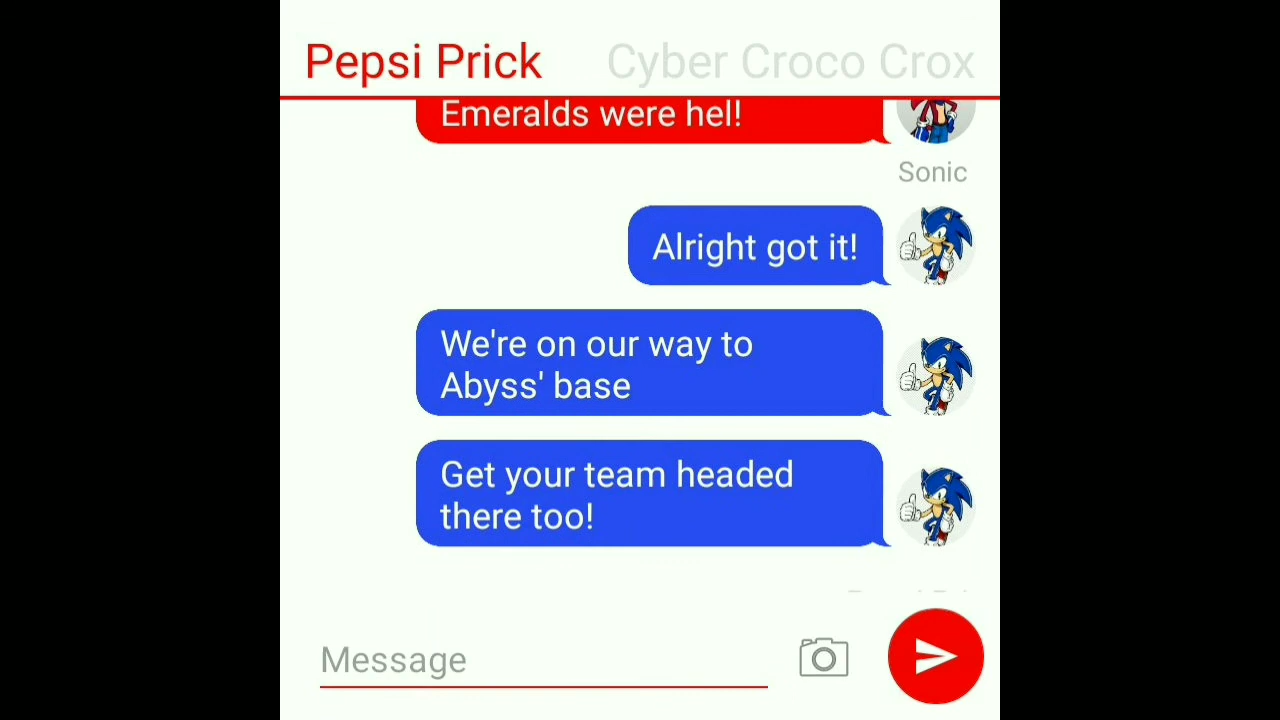 Pepsi Prick Cyber Croco Crox
Emeralds were hel!
Sonic
Alright got it!
We're on our way to
Abyss' base
Get your team headed
there too!
Message